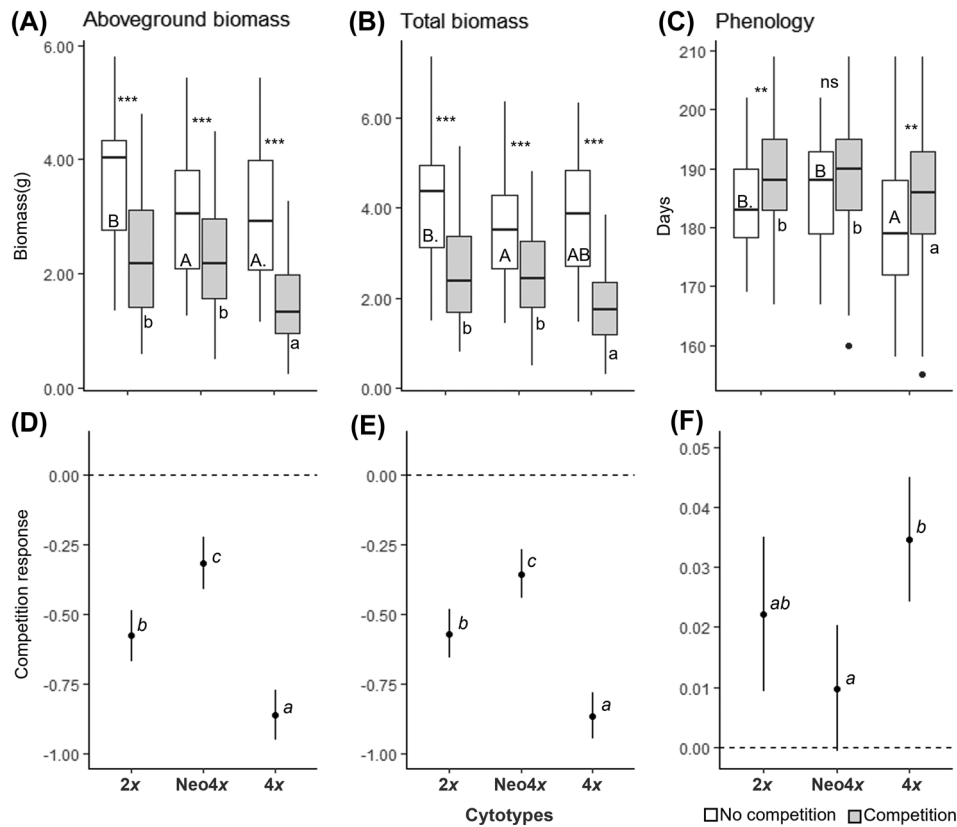 (A) Aboveground biomass
(B) Total biomass
(C) Phenology
Biomass(g)
6.00
4.00
2.00
0.00
***
***
***
B
b
A
b
A.
a
6.00
4.00
2.00
0.00
***
***
***
B.
b
A
b
AB
a
Days
210
200
190
180
170
160
**
ns
**
B.
b
B
b
A
a
(D)
(E)
(F)
Competition response
0.00
-0.25
-0.50
-0.75
-1.00
b
c
a
2x Neo4x 4x
0.00
-0.25
-0.50
-0.75
-1.00
b
c
a
2x Neo4x 4x
Cytotypes
0.05
0.04
0.03
0.02
0.01
0.00
ab
a
b
2x Neo4x 4x
No competition Competition